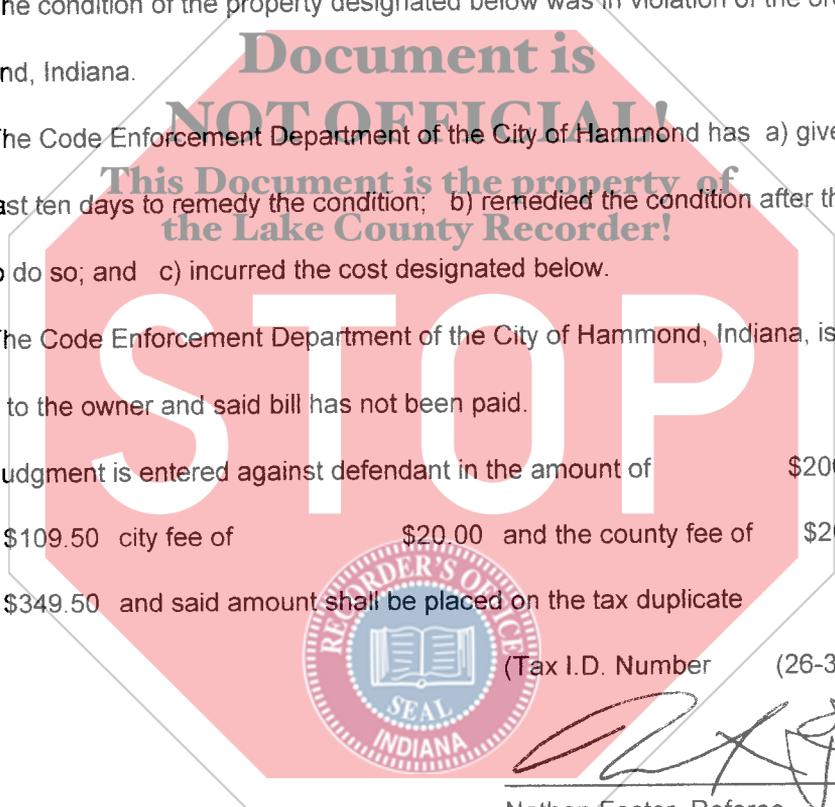 he condition of the property designated below was in violation of the or
Document is
nd, Indiana.
NOT OFFICIAL!
he Code Enforcement Department of the City of Hammond has a) give
This Document is the property of
ast ten days to remedy the condition; b) remedied the condition after th
the Lake County Recorder!
o do so; and c) incurred the cost designated below.
STOP
The Code Enforcement Department of the City of Hammond, Indiana, is
to the owner and said bill has not been paid.
udgment is entered against defendant in the amount of $20
$109.50 city fee of $20.00 and the county fee of $2
$349.50 and said amount shall be placed on the tax duplicate
RECORDER'S OFFICE
(Tax I.D. Number (26-3
SEAL
INDIANA